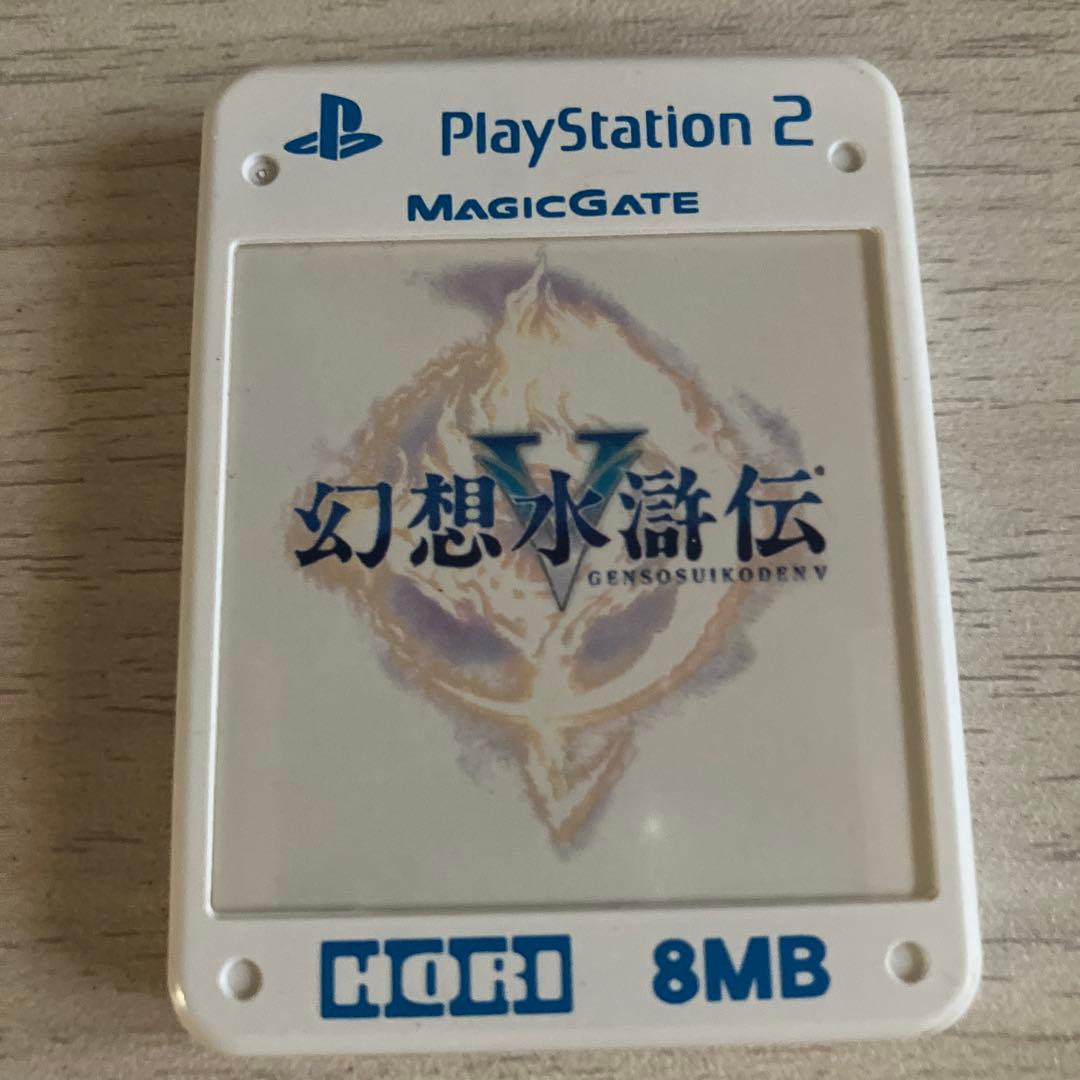 PlayStation 2
MAGICGATE
V
幻想水滸伝
GENSOSUIKODEN V
HORI 8MB